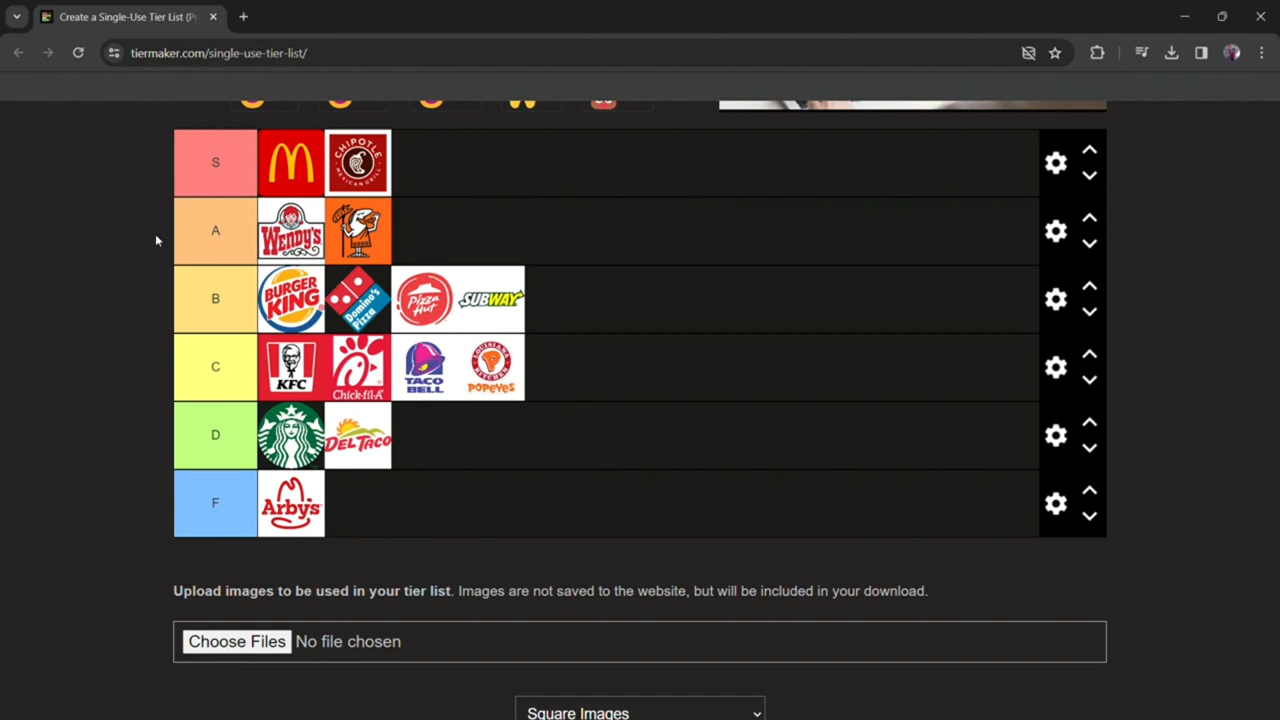 Create a Single-Use Tier List (Pr
tiermaker.com/single-use-tier-list/
S
CHIPOTLE
MEXICAN GRILL
A
WENDY'S
B
BURGER
KING
Domino's
Pizza
Pizza
Hut
SUBWAY
C
KFC
Chick-fil-A
TACO
BELL
LOUISIANA
KITCHEN
POPEYES
D
DEL TACO
F
Arby's
Upload images to be used in your tier list. Images are not saved to the website, but will be included in your download.
Choose Files No file chosen
Square Images